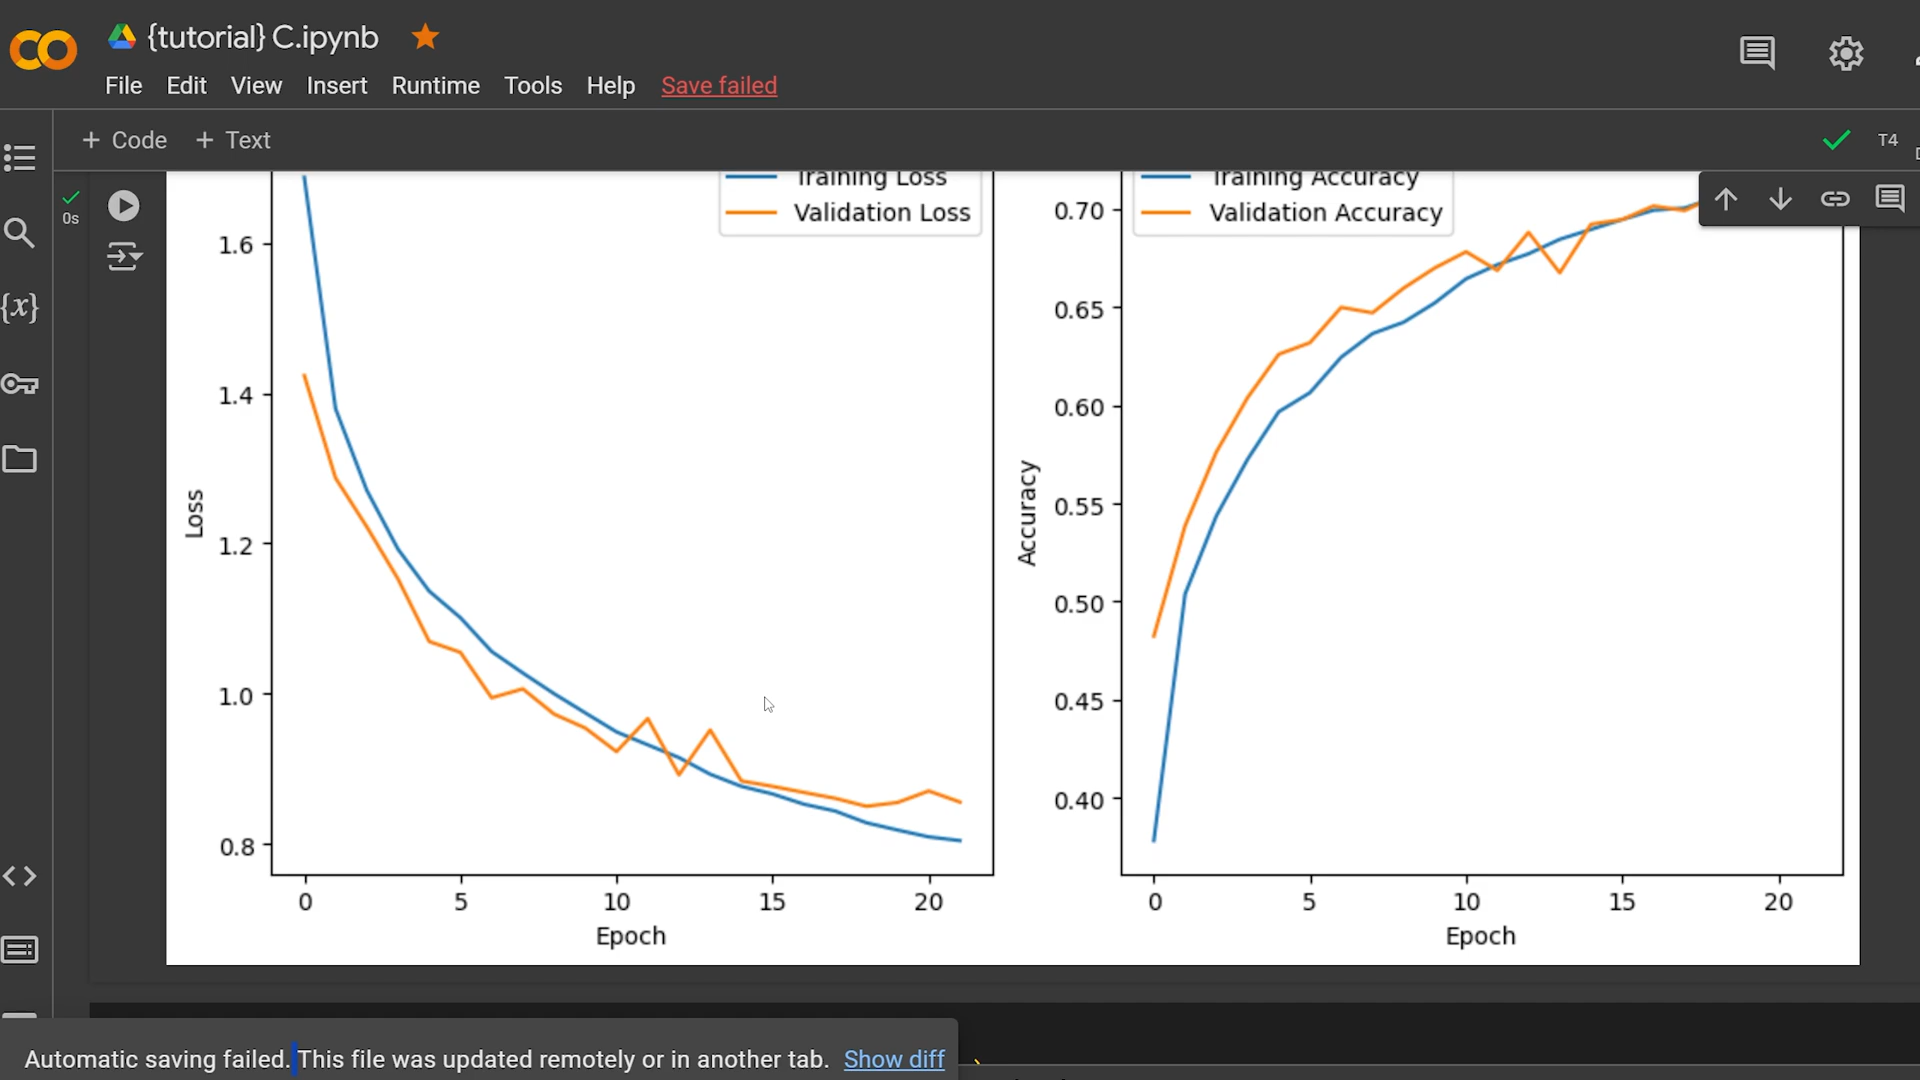 {tutorial} C.ipynb
File Edit View Insert Runtime Tools Help Save failed
+ Code + Text
T4
0s
Training Loss
Validation Loss
1.6
1.4
1.2
1.0
0.8
Loss
0 5 10 15 20
Epoch
Training Accuracy
Validation Accuracy
0.70
0.65
0.60
0.55
0.50
0.45
0.40
Accuracy
0 5 10 15 20
Epoch
{x}
Automatic saving failed. This file was updated remotely or in another tab. Show diff